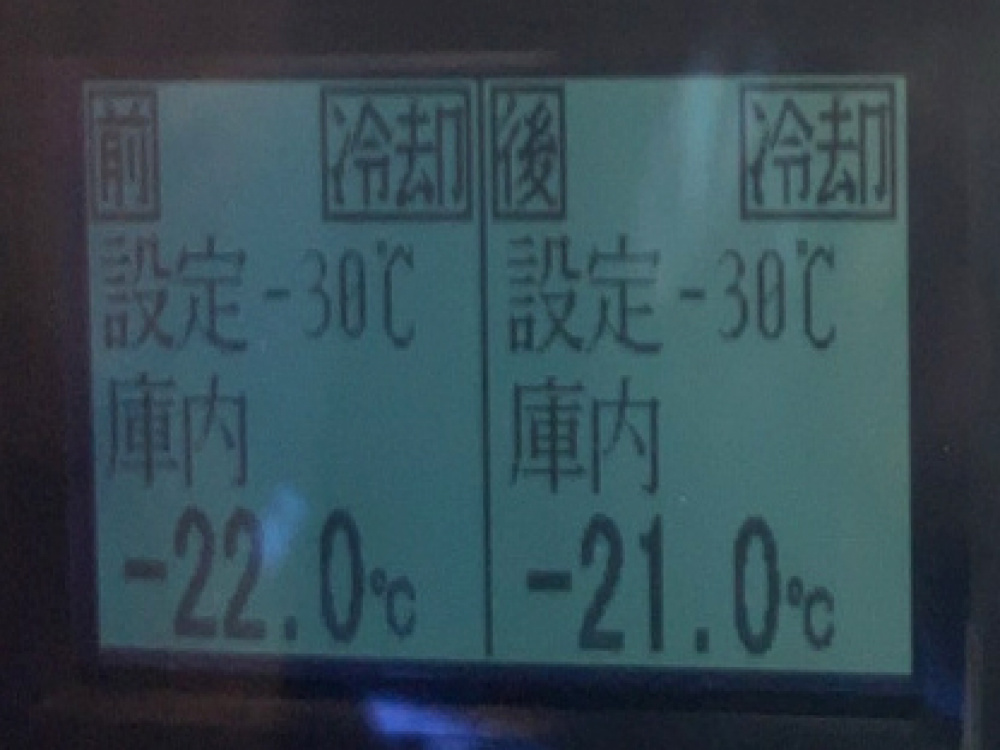 前 冷却
設定 -30℃
庫内
-22.0℃
後 冷却
設定 -30℃
庫内
-21.0℃